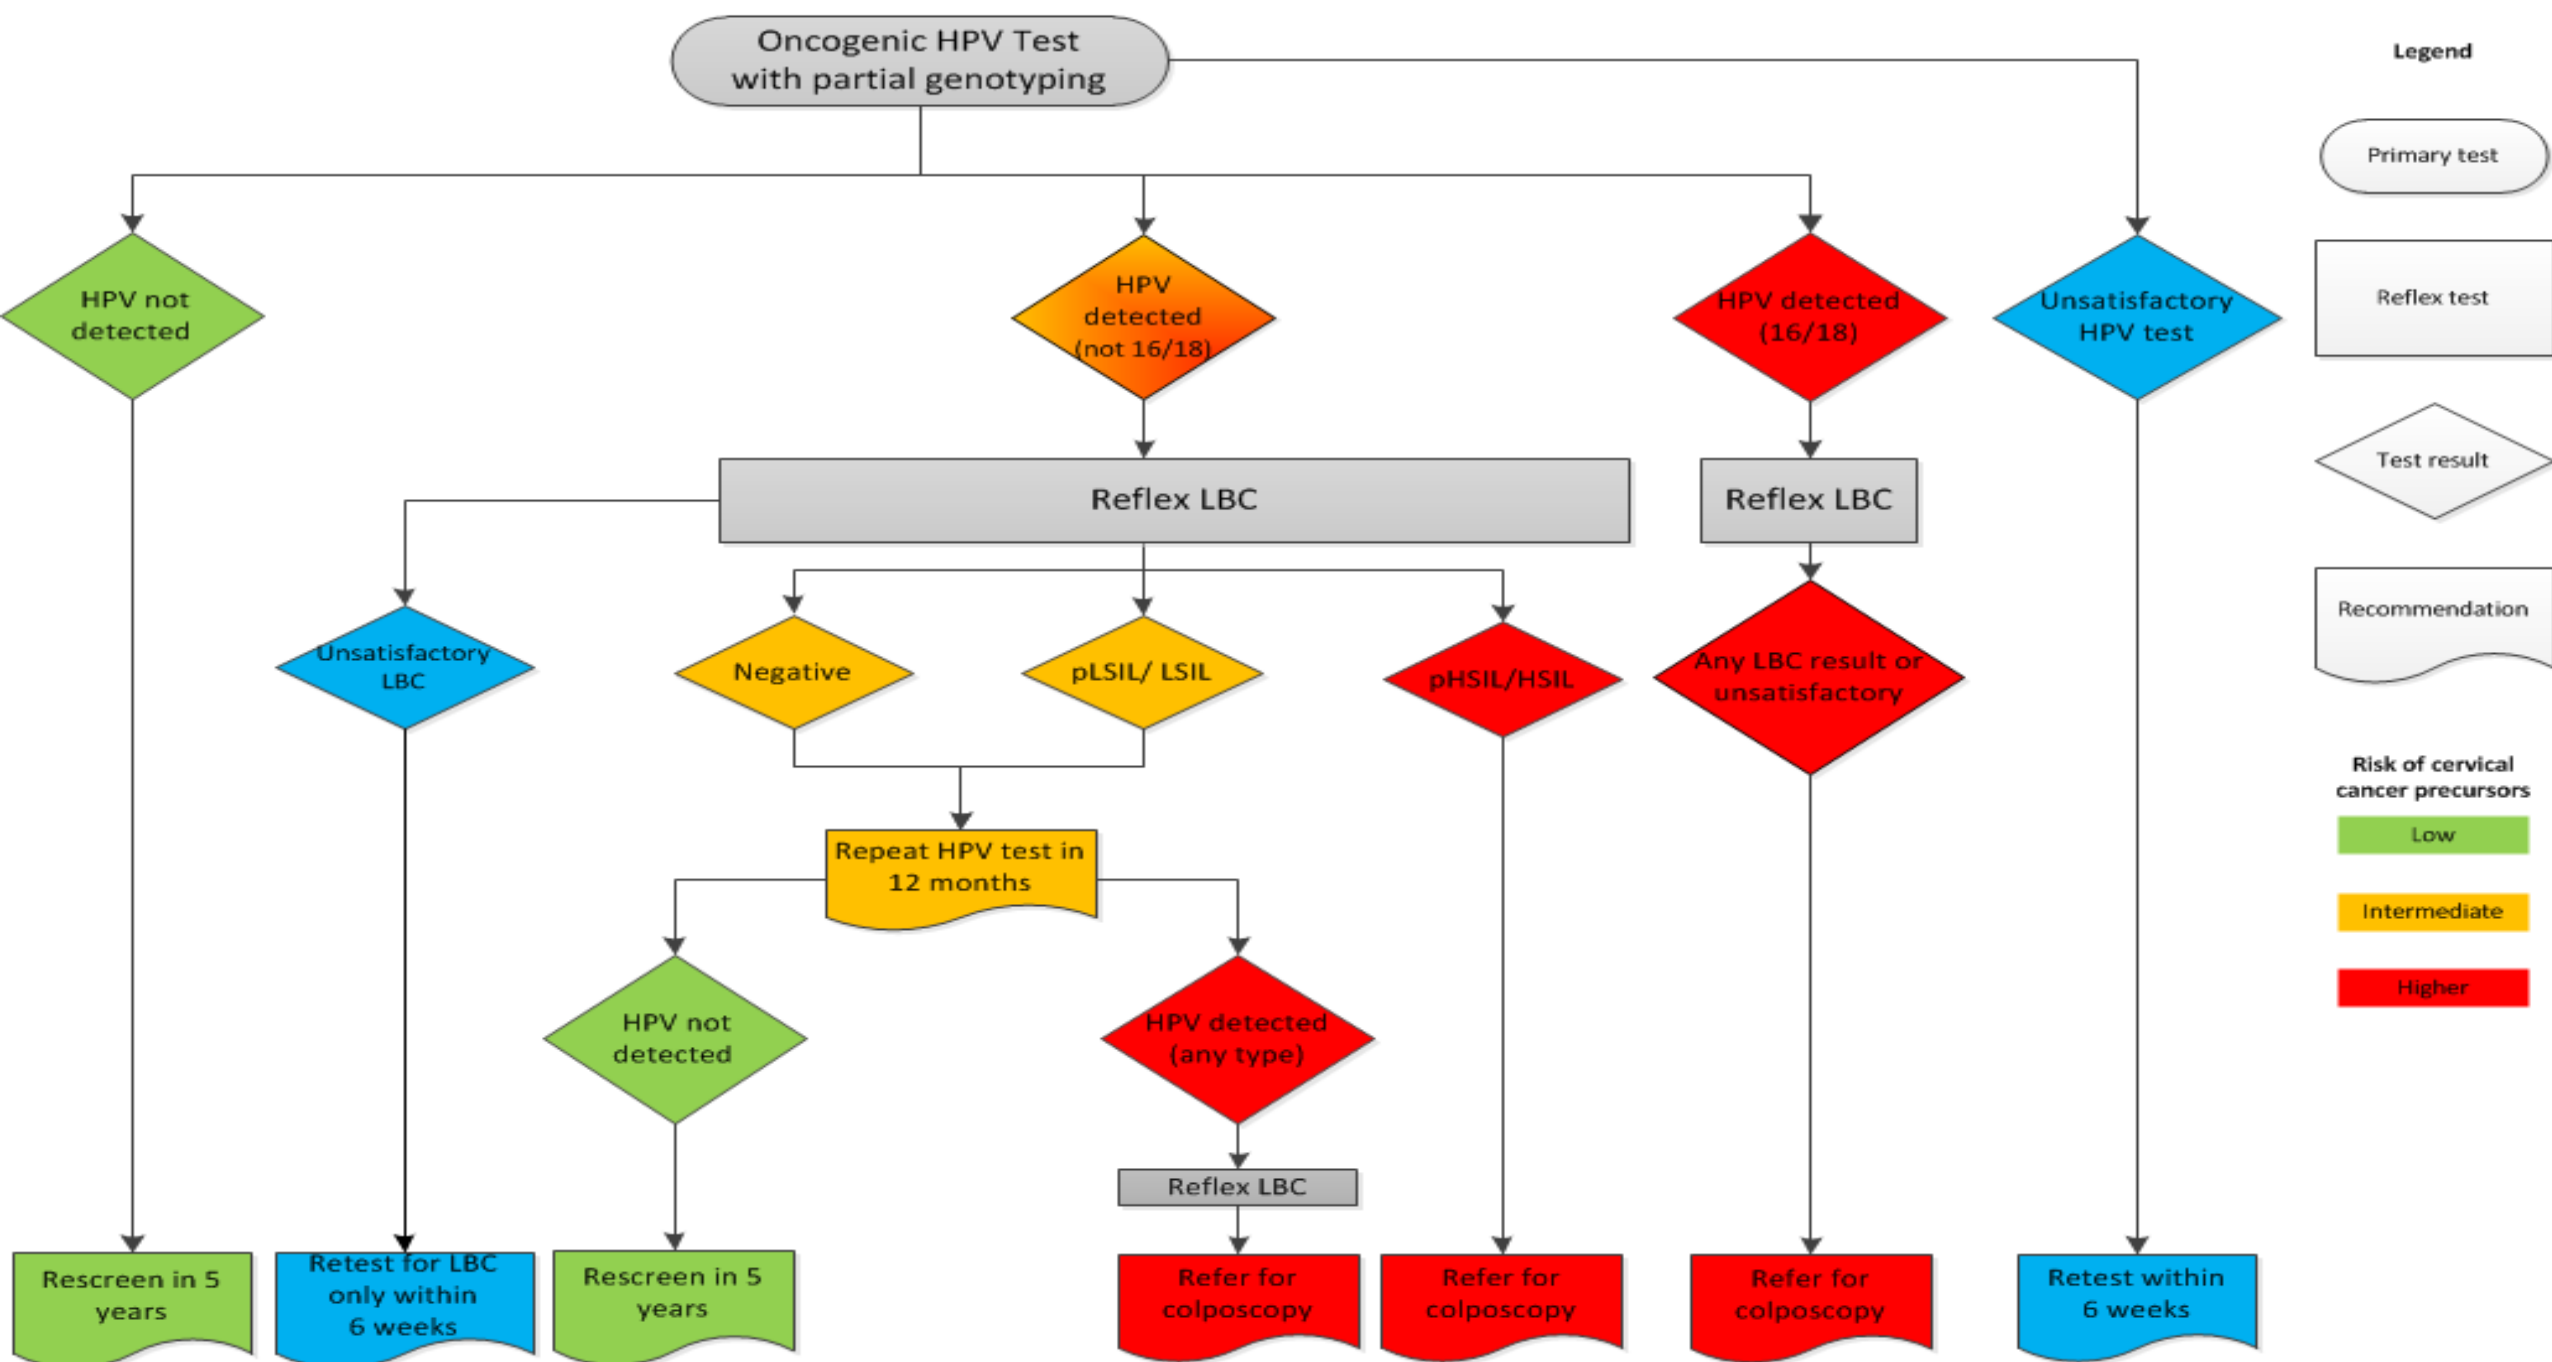 Oncogenic HPV Test
with partial genotyping
HPV not
detected
HPV
detected
(not 16/18)
HPV detected
(16/18)
Unsatisfactory
HPV test
Reflex LBC
Reflex LBC
Unsatisfactory
LBC
Negative
pLSIL/ LSIL
pHSIL/HSIL
Any LBC result or
unsatisfactory
Repeat HPV test in
12 months
HPV not
detected
HPV detected
(any type)
Reflex LBC
Rescreen in 5
years
Retest for LBC
only within
6 weeks
Rescreen in 5
years
Refer for
colposcopy
Refer for
colposcopy
Refer for
colposcopy
Retest within
6 weeks
Legend
Primary test
Reflex test
Test result
Recommendation
Risk of cervical
cancer precursors
Low
Intermediate
Higher